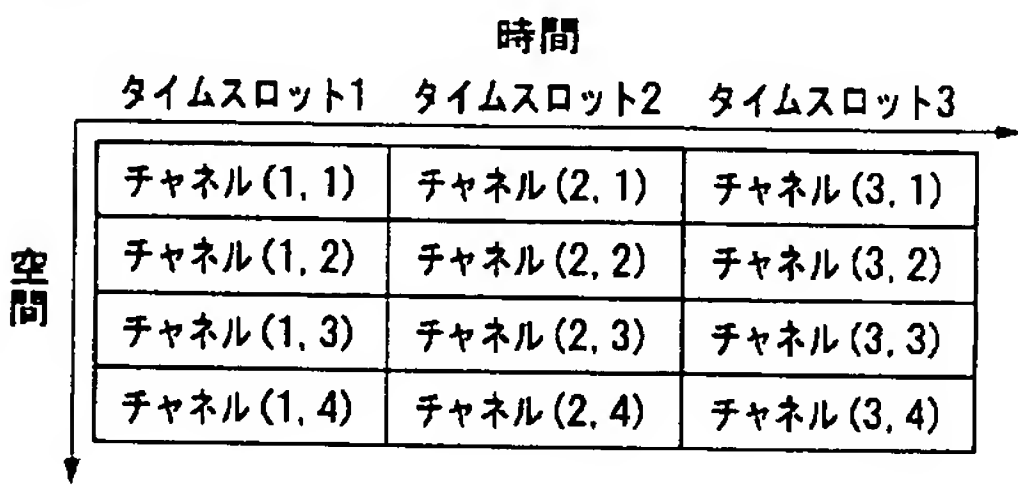 時間
タイムスロット1 タイムスロット2 タイムスロット3
空間
チャネル(1, 1) チャネル(2, 1) チャネル(3, 1)
チャネル(1, 2) チャネル(2, 2) チャネル(3, 2)
チャネル(1, 3) チャネル(2, 3) チャネル(3, 3)
チャネル(1, 4) チャネル(2, 4) チャネル(3, 4)